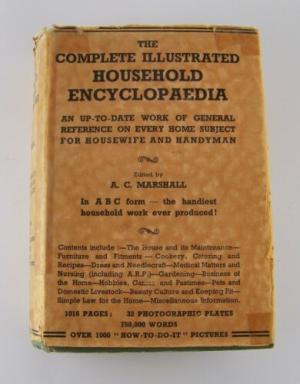 THE
COMPLETE ILLUSTRATED
HOUSEHOLD
ENCYCLOPAEDIA
AN UP-TO-DATE WORK OF GENERAL
REFERENCE ON EVERY HOME SUBJECT
FOR HOUSEWIFE AND HANDYMAN
Edited by
A. C. MARSHALL
In A B C form — the handiest
household work ever produced!
Contents include :—The House and its Maintenance—
Furniture and Fitments — Cookery, Catering and
Recipes—Dress and Needlecraft—Medical Matters and
Nursing (including A.R.P.)—Gardening—Business of
the Home—Hobbies, Games and Pastimes—Pets and
Domestic Livestock—Beauty Culture and Keeping Fit—
Simple Law for the Home—Miscellaneous Information.
1016 PAGES : 32 PHOTOGRAPHIC PLATES
750,000 WORDS
OVER 1000 "HOW-TO-DO-IT" PICTURES